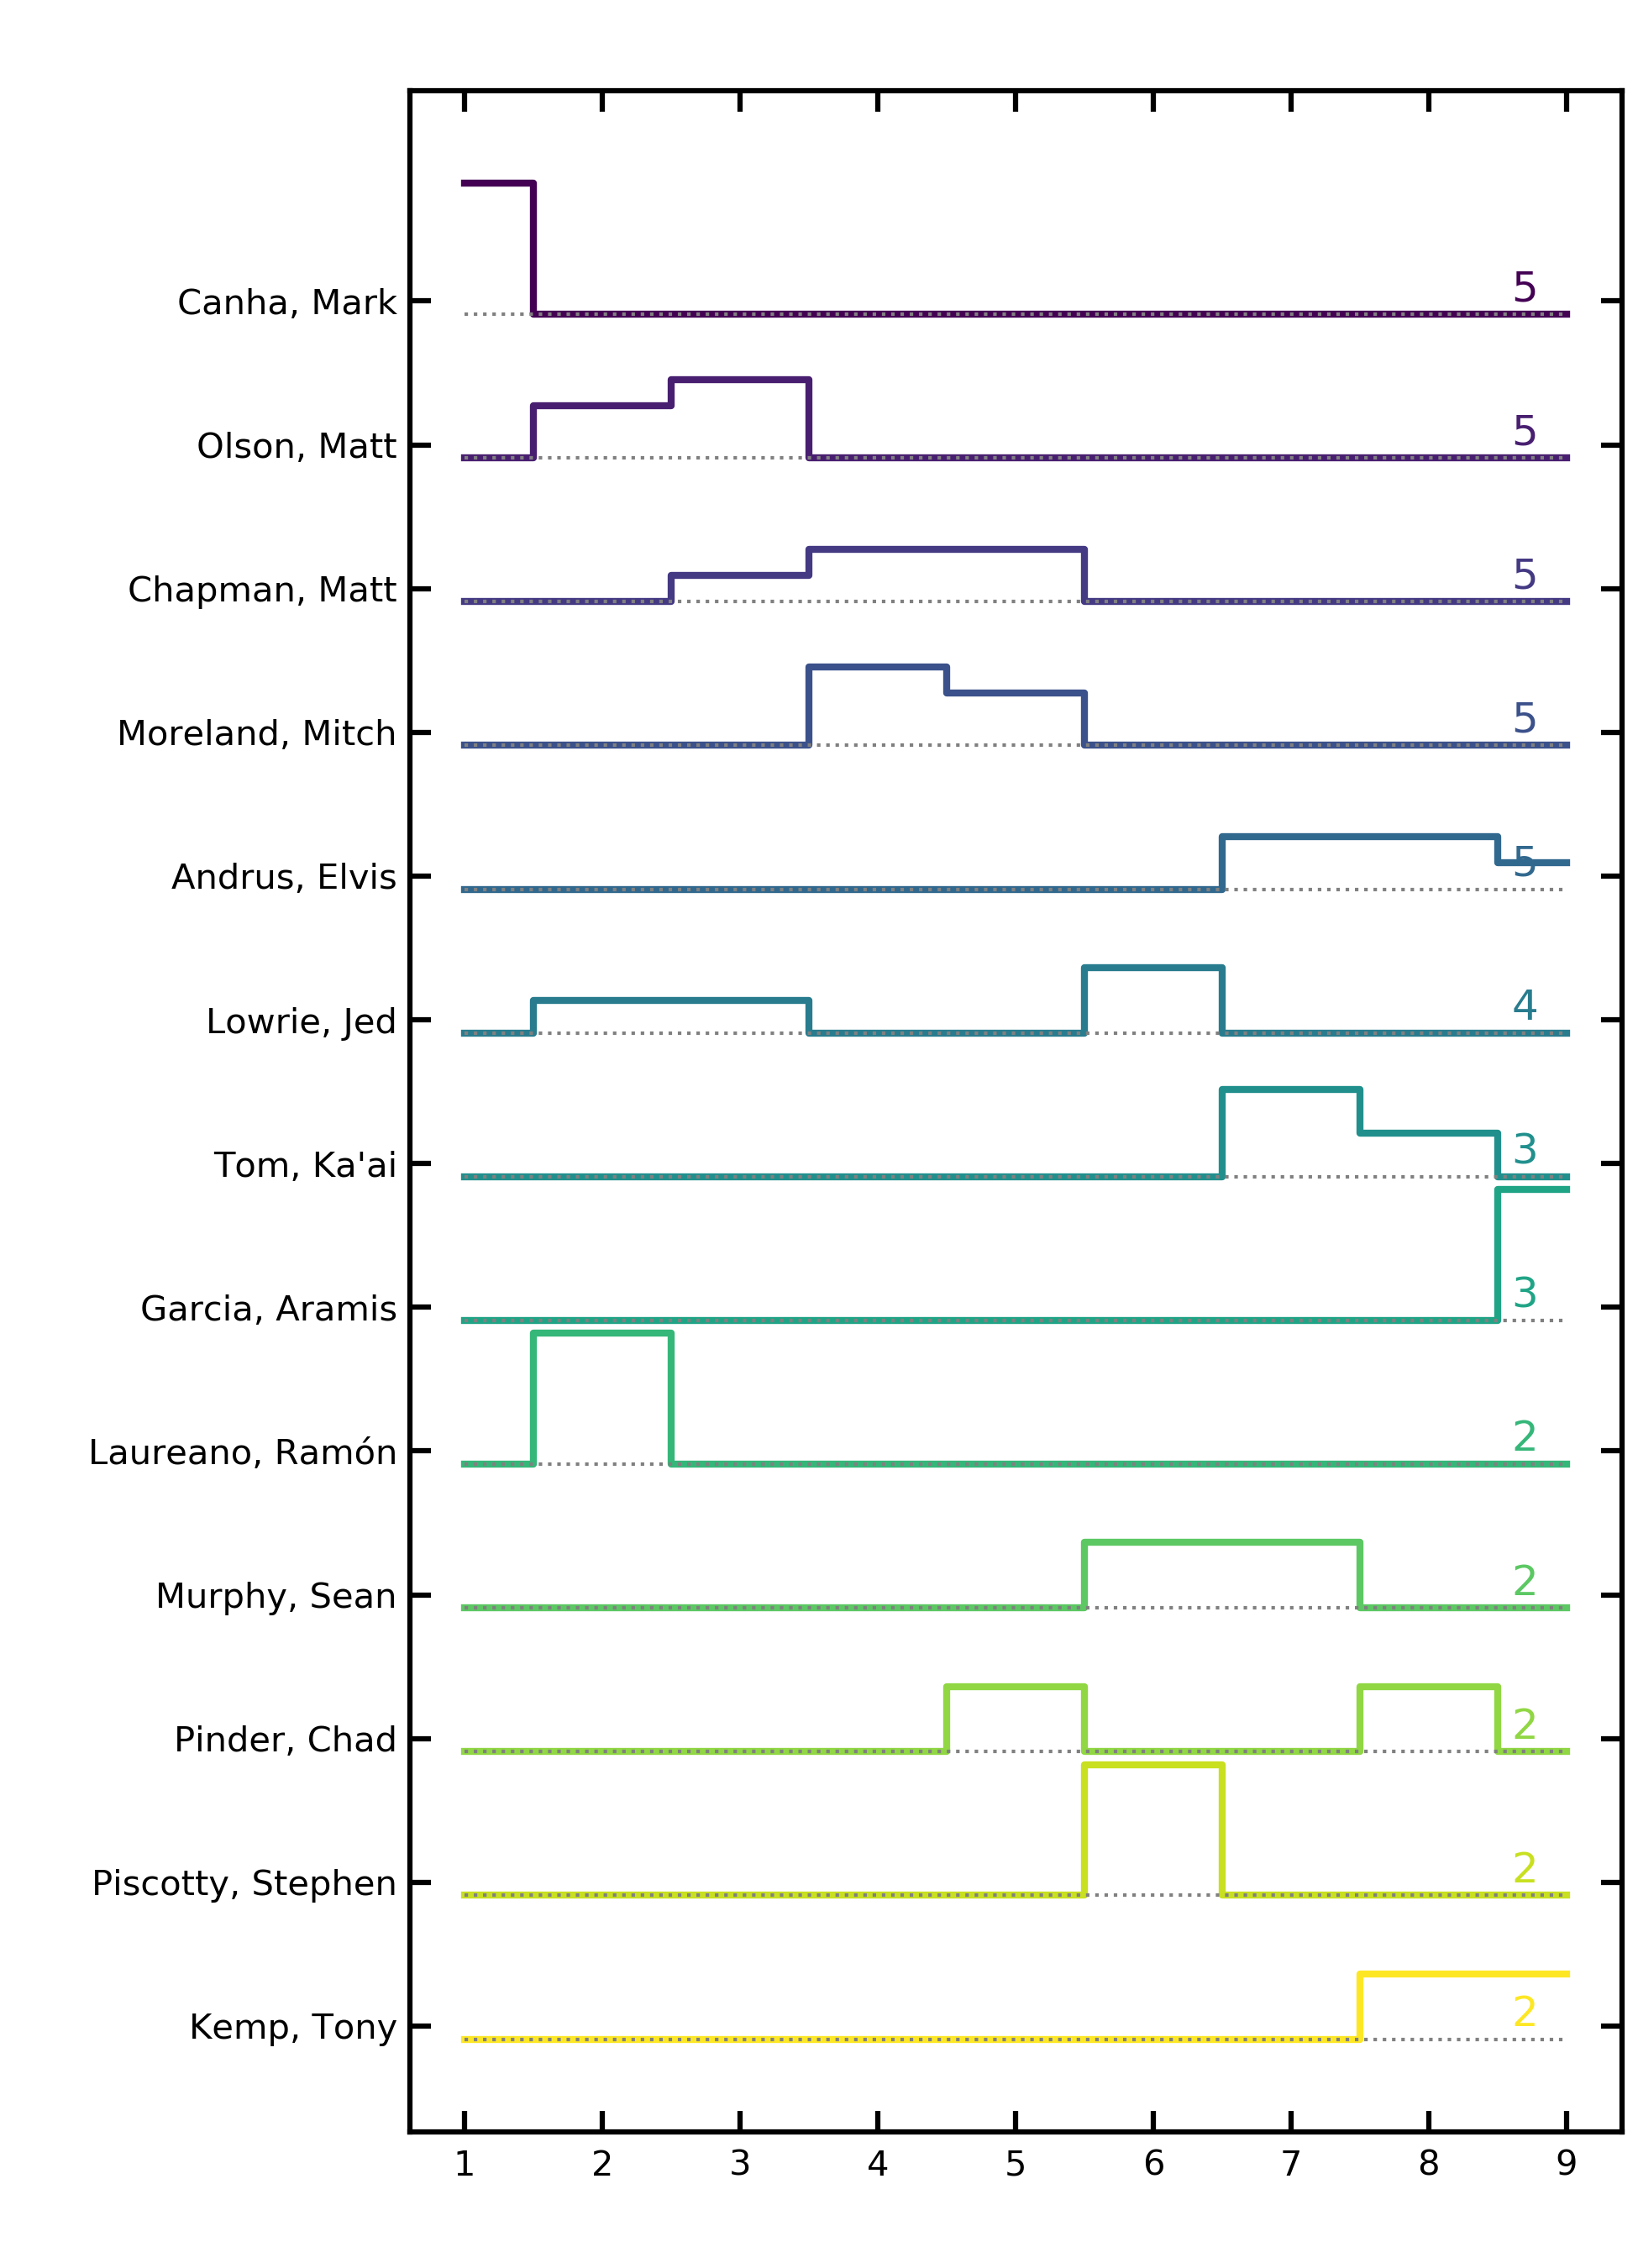 Canha, Mark 5
Olson, Matt 5
Chapman, Matt 5
Moreland, Mitch 5
Andrus, Elvis 5
Lowrie, Jed 4
Tom, Ka'ai 3
Garcia, Aramis 3
Laureano, Ramón 2
Murphy, Sean 2
Pinder, Chad 2
Piscotty, Stephen 2
Kemp, Tony 2
1 2 3 4 5 6 7 8 9